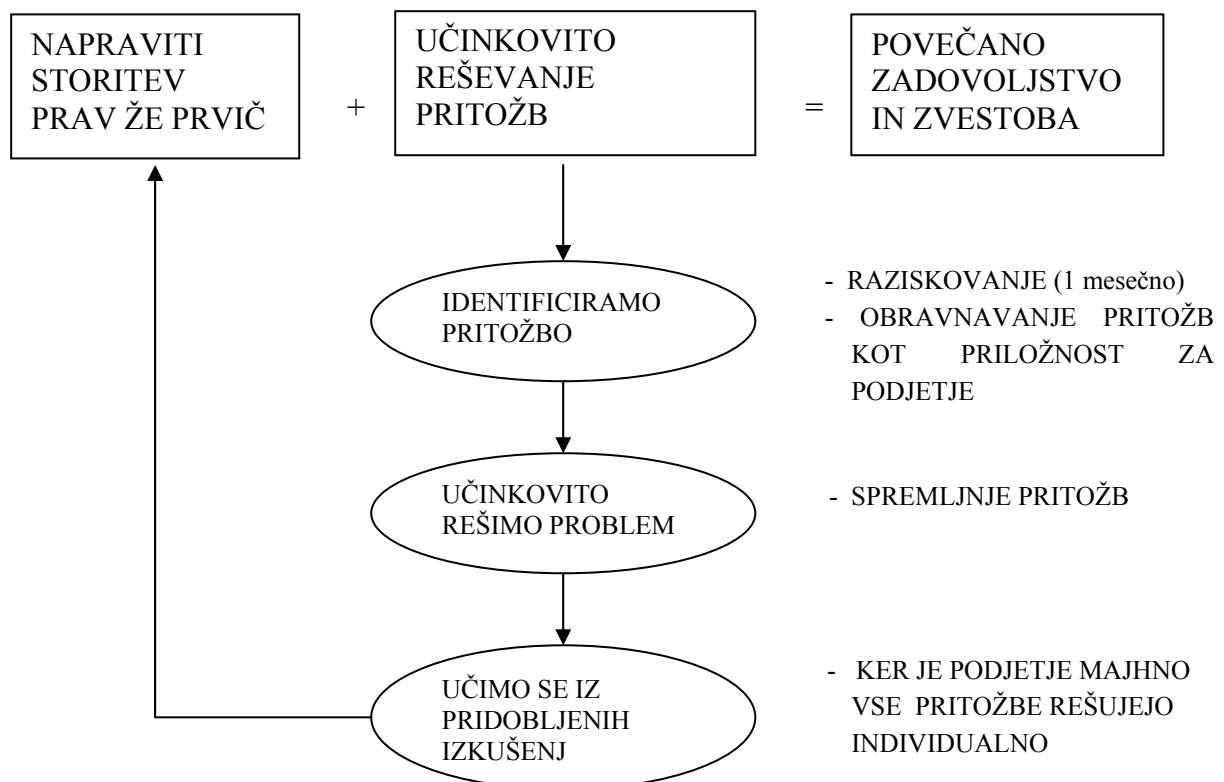 NAPRAVITI
STORITEV
PRAV ŽE PRVIČ
+
UČINKOVITO
REŠEVANJE
PRITOŽB
=
POVEČANO
ZADOVOLJSTVO
IN ZVESTOBA
IDENTIFICIRAMO
PRITOŽBO
- RAZISKOVANJE (1 mesečno)
- OBRAVNAVANJE PRITOŽB
KOT PRILOŽNOST ZA
PODJETJE
UČINKOVITO
REŠIMO PROBLEM
- SPREMLJNJE PRITOŽB
UČIMO SE IZ
PRIDOBLJENIH
IZKUŠENJ
- KER JE PODJETJE MAJHNO
VSE PRITOŽBE REŠUJEJO
INDIVIDUALNO